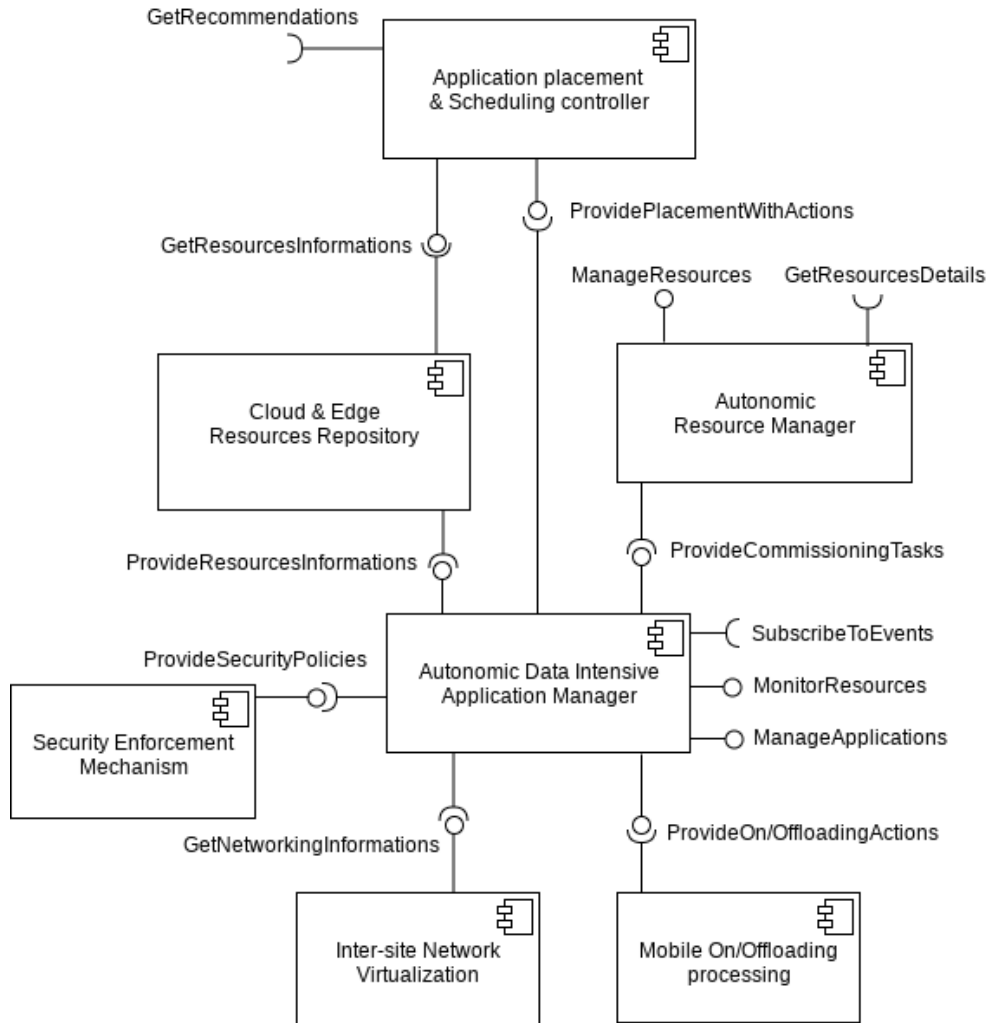 GetRecommendations
Application placement
& Scheduling controller
ProvidePlacementWithActions
GetResourcesInformations
ManageResources
GetResourcesDetails
Cloud & Edge
Resources Repository
Autonomic
Resource Manager
ProvideResourcesInformations
ProvideCommissioningTasks
SubscribeToEvents
ProvideSecurityPolicies
Autonomic Data Intensive
Application Manager
MonitorResources
ManageApplications
Security Enforcement
Mechanism
GetNetworkingInformations
ProvideOn/OffloadingActions
Inter-site Network
Virtualization
Mobile On/Offloading
processing